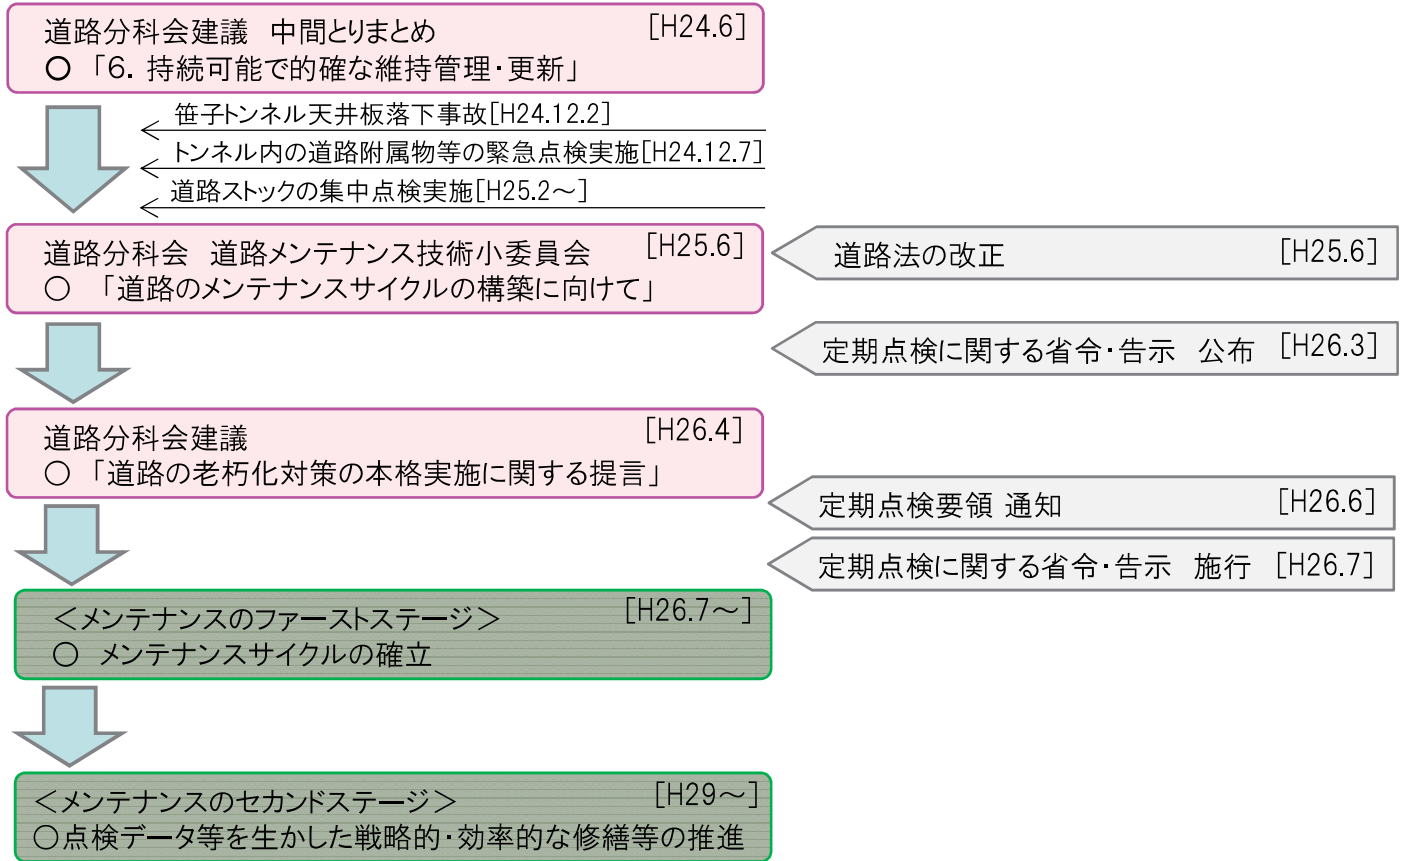 道路分科会建議　中間とりまとめ　[H24.6]
○「6．持続可能で的確な維持管理・更新」
笹子トンネル天井板落下事故[H24.12.2]
トンネル内の道路附属物等の緊急点検実施[H24.12.7]
道路ストックの集中点検実施[H25.2～]
道路分科会　道路メンテナンス技術小委員会　[H25.6]
○　「道路のメンテナンスサイクルの構築に向けて」
道路法の改正　[H25.6]
定期点検に関する省令・告示　公布　[H26.3]
道路分科会建議　[H26.4]
○「道路の老朽化対策の本格実施に関する提言」
定期点検要領 通知　[H26.6]
定期点検に関する省令・告示　施行　[H26.7]
＜メンテナンスのファーストステージ＞　[H26.7～]
○　メンテナンスサイクルの確立
＜メンテナンスのセカンドステージ＞　[H29～]
○点検データ等を生かした戦略的・効率的な修繕等の推進